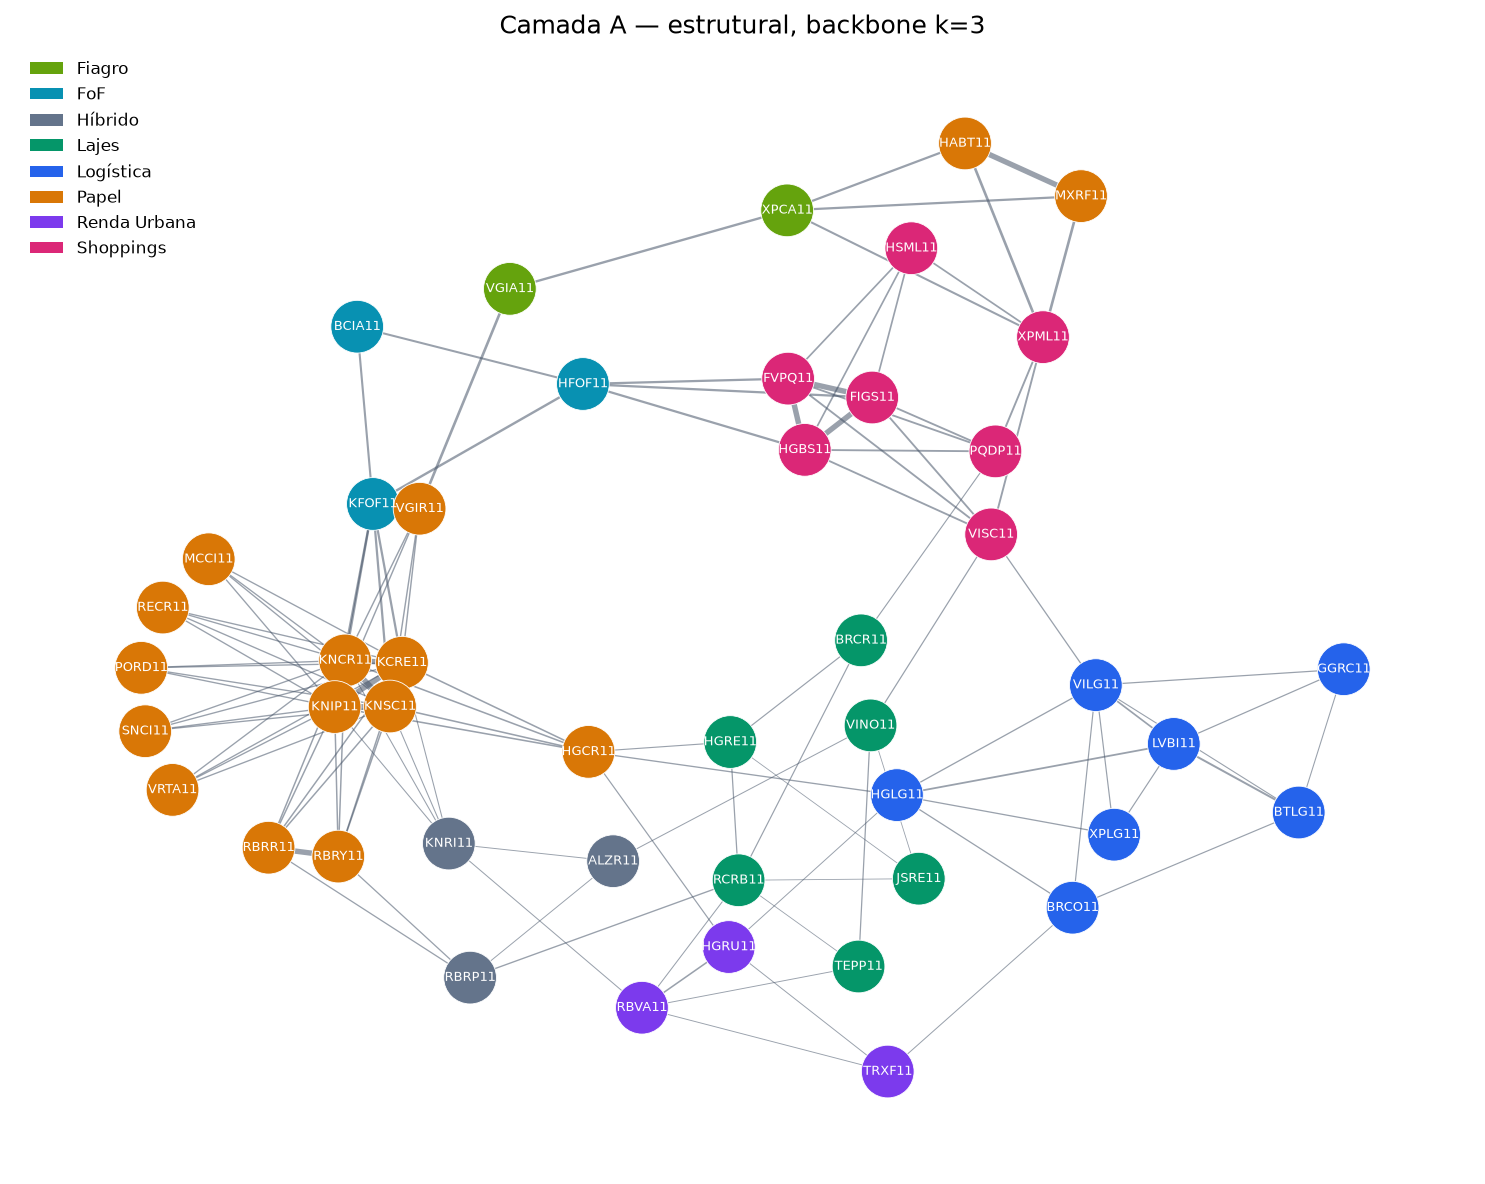 Camada A — estrutural, backbone k=3
Fiagro
FoF
Híbrido
Lajes
Logística
Papel
Renda Urbana
Shoppings
HABT11
MXRF11
XPCA11
HSML11
VGIA11
BCIA11
XPML11
HFOF11
FVPQ11
FIGS11
HGBS11
PQDP11
KFOF11
VGIR11
VISC11
MCCI11
RECR11
BRCR11
KNCR11
KCRE11
PORD11
GGRC11
VILG11
KNIP11
KNSC11
SNCI11
VINO11
HGRE11
LVBI11
HGCR11
VRTA11
HGLG11
BTLG11
XPLG11
KNRI11
RBRR11
RBRY11
ALZR11
RCRB11
JSRE11
BRCO11
HGRU11
TEPP11
RBRP11
RBVA11
TRXF11